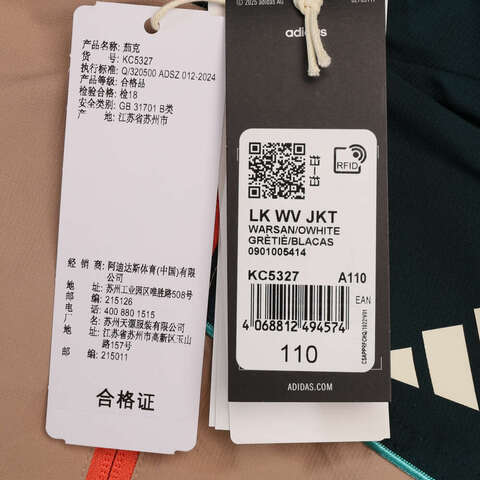 产品名称: 茄克
货 号: KC5327
执行标准: Q/320500 ADSZ 012-2024
产品等级: 合格品
检验合格: 检18
安全类别: GB 31701 B类
产 地: 江苏省苏州市
经 销 商: 阿迪达斯体育(中国)有限
公司
地 址: 苏州工业园区唯胜路508号
邮 编: 215126
电 话: 400 880 1515
厂 名: 苏州天源服装有限公司
地 址: 江苏省苏州市高新区玉山
路157号
邮 编: 215011
合格证
© 2025 adidas AG
adidas
RFID
LK WV JKT
WARSAN/OWHITE
GRÈTIÈ/BLACAS
0901005414
KC5327 A110
EAN
4 068812 494574
110
ADIDAS.COM